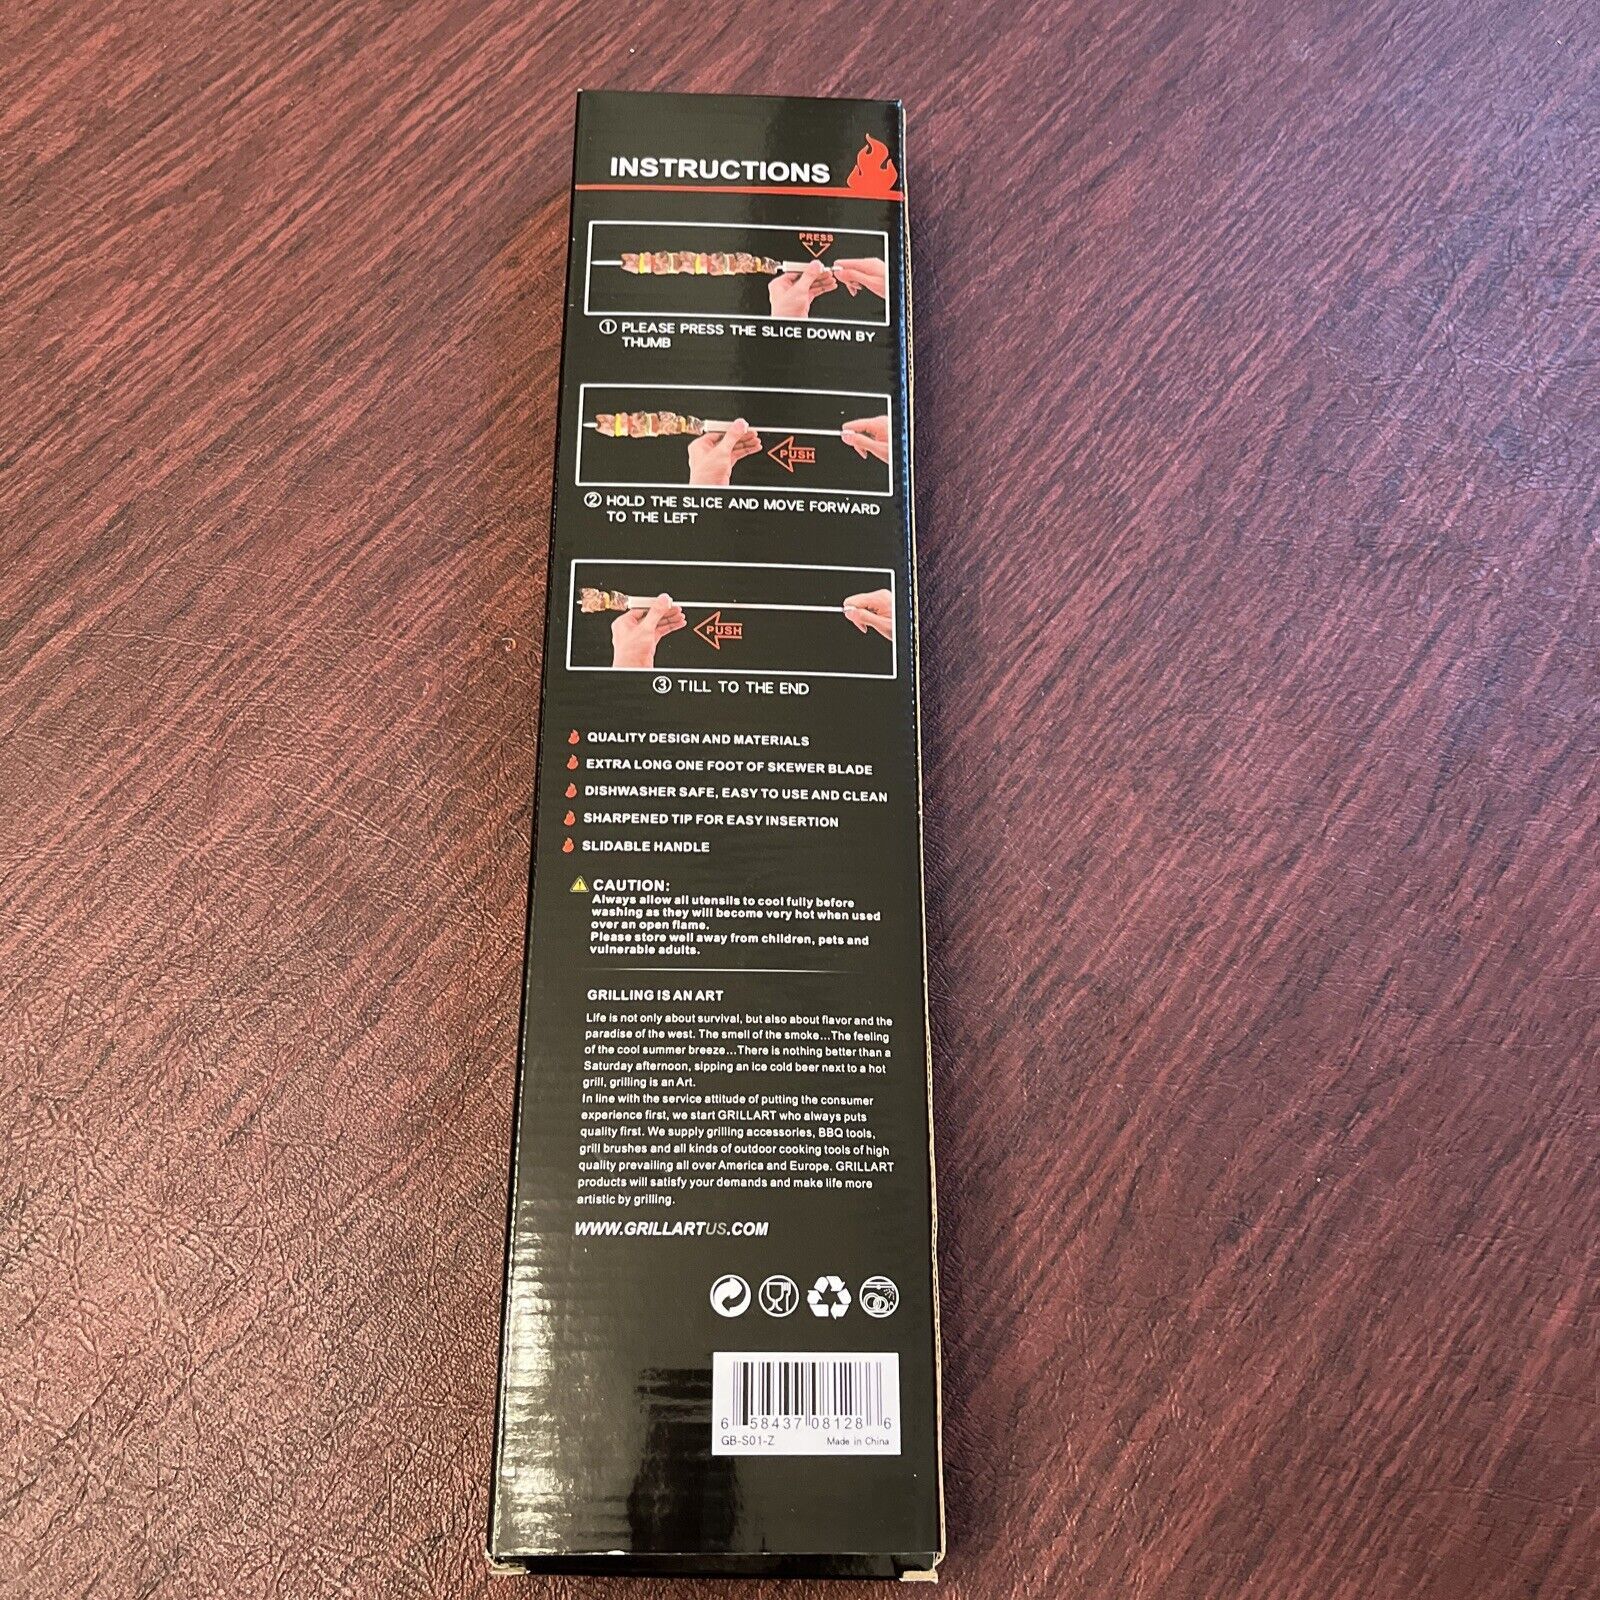 INSTRUCTIONS
PRESS
① PLEASE PRESS THE SLICE DOWN BY
THUMB
PUSH
② HOLD THE SLICE AND MOVE FORWARD
TO THE LEFT
PUSH
③ TILL TO THE END
QUALITY DESIGN AND MATERIALS
EXTRA LONG ONE FOOT OF SKEWER BLADE
DISHWASHER SAFE, EASY TO USE AND CLEAN
SHARPENED TIP FOR EASY INSERTION
SLIDABLE HANDLE
CAUTION:
Always allow all utensils to cool fully before
washing as they will become very hot when used
over an open flame.
Please store well away from children, pets and
vulnerable adults.
GRILLING IS AN ART
Life is not only about survival, but also about flavor and the
paradise of the west. The smell of the smoke...The feeling
of the cool summer breeze...There is nothing better than a
Saturday afternoon, sipping an ice cold beer next to a hot
grill, grilling is an Art.
In line with the service attitude of putting the consumer
experience first, we start GRILLART who always puts
quality first. We supply grilling accessories, BBQ tools,
grill brushes and all kinds of outdoor cooking tools of high
quality prevailing all over America and Europe. GRILLART
products will satisfy your demands and make life more
artistic by grilling.
WWW.GRILLARTUS.COM
6 58437 08128 6
GB-S01-Z Made in China